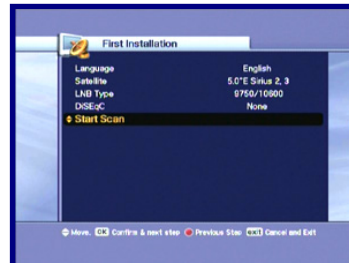 First Installation
Language English
Satellite 5.0°E Sirius 2, 3
LNB Type 9750/10600
DiSEqC None
Start Scan
Move, OK Confirm & next step Previous Step exit Cancel and Exit